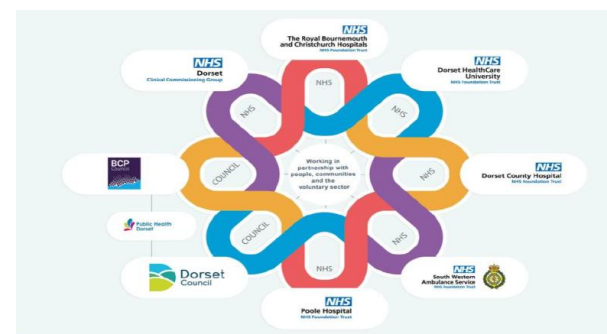 NHS
The Royal Bournemouth
and Christchurch Hospitals
NHS Foundation Trust
NHS
Dorset
Clinical Commissioning Group
NHS
Dorset HealthCare
University
NHS Foundation Trust
NHS
NHS
NHS
BCP
Council
COUNCIL
Working in
partnership with
people, communities
and the
voluntary sector
NHS
NHS
Dorset County Hospital
NHS Foundation Trust
Public Health
Dorset
COUNCIL
NHS
NHS
Dorset
Council
NHS
South Western
Ambulance Service
NHS Foundation Trust
NHS
Poole Hospital
NHS Foundation Trust